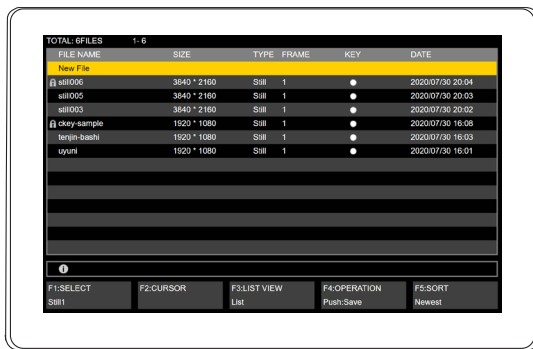 TOTAL: 6FILES 1- 6
FILE NAME SIZE TYPE FRAME KEY DATE
New File
still006 3840 * 2160 Still 1 2020/07/30 20:04
still005 3840 * 2160 Still 1 2020/07/30 20:03
still003 3840 * 2160 Still 1 2020/07/30 20:02
ckey-sample 1920 * 1080 Still 1 2020/07/30 16:08
tenjin-bashi 1920 * 1080 Still 1 2020/07/30 16:03
uyuni 1920 * 1080 Still 1 2020/07/30 16:01
F1:SELECT F2:CURSOR F3:LIST VIEW F4:OPERATION F5:SORT
Still1 List Push:Save Newest